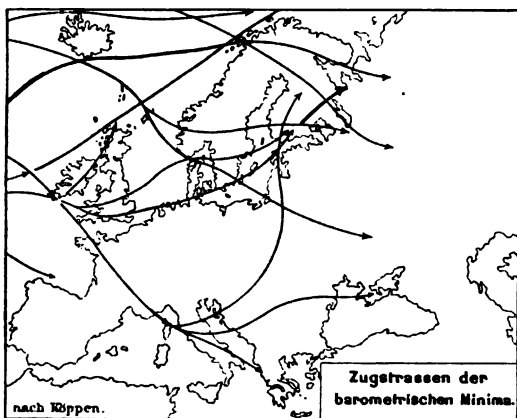 Zugstrassen der
barometrischen Minima.
nach Köppen.